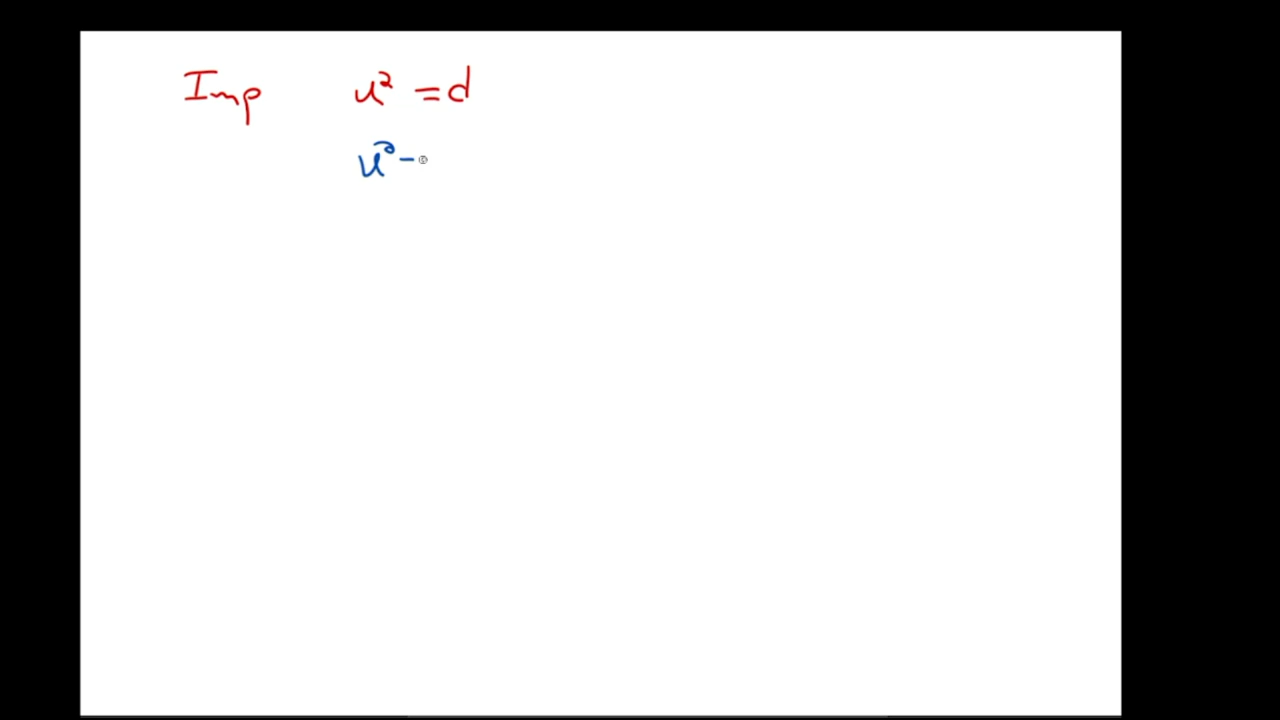 Imp u² = d
u² -